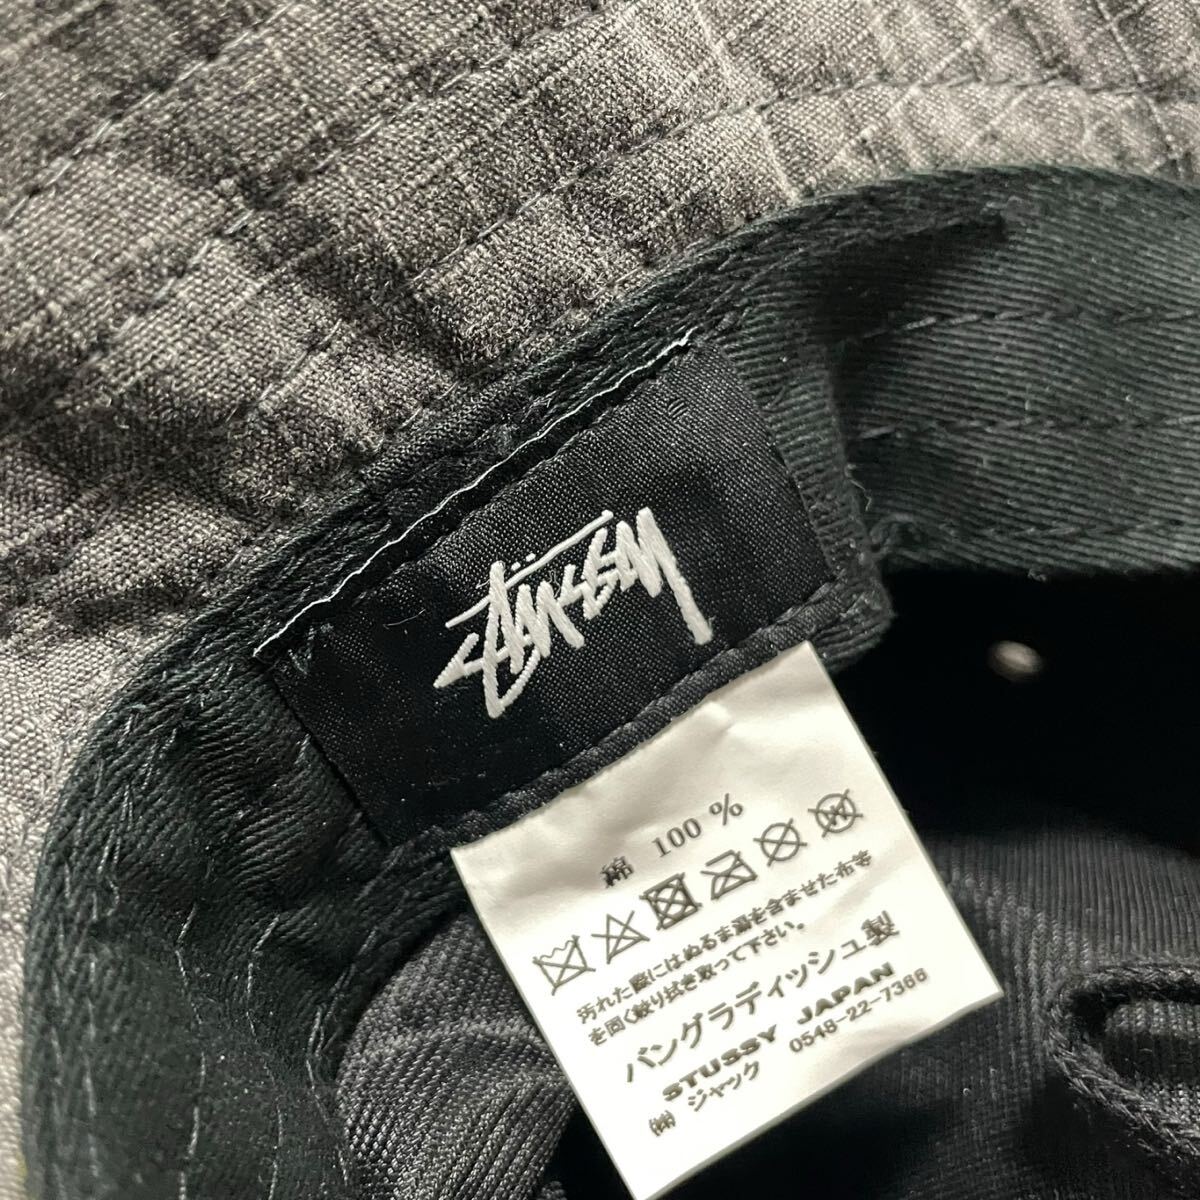 Stüssy
綿 100 %
汚れた際にはぬるま湯を含ませた布等
を固く絞り拭き取って下さい。
バングラディッシュ製
STUSSY JAPAN
㈱ ジャック 0548-22-7366